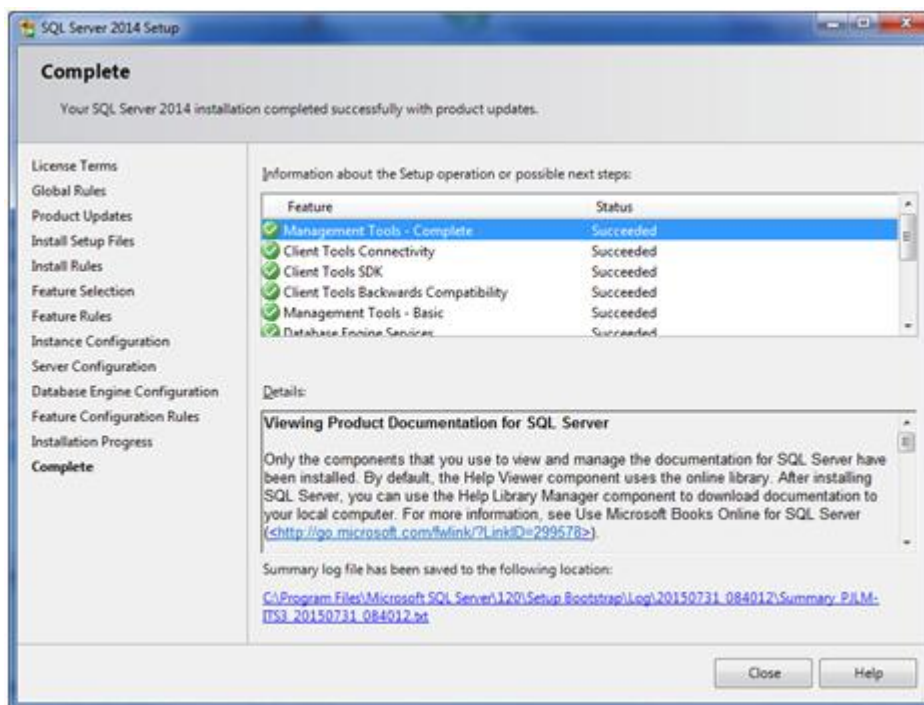 SQL Server 2014 Setup
Complete
Your SQL Server 2014 installation completed successfully with product updates.
License Terms
Global Rules
Product Updates
Install Setup Files
Install Rules
Feature Selection
Feature Rules
Instance Configuration
Server Configuration
Database Engine Configuration
Feature Configuration Rules
Installation Progress
Complete
Information about the Setup operation or possible next steps:
Feature Status
Management Tools - Complete Succeeded
Client Tools Connectivity Succeeded
Client Tools SDK Succeeded
Client Tools Backwards Compatibility Succeeded
Management Tools - Basic Succeeded
Database Engine Services Succeeded
Details:
Viewing Product Documentation for SQL Server
Only the components that you use to view and manage the documentation for SQL Server have
been installed. By default, the Help Viewer component uses the online library. After installing
SQL Server, you can use the Help Library Manager component to download documentation to
your local computer. For more information, see Use Microsoft Books Online for SQL Server
(<http://go.microsoft.com/fwlink/?LinkID=299578>).
Summary log file has been saved to the following location:
C:\Program Files\Microsoft SQL Server\120\Setup Bootstrap\Log\20150731_084012\Summary_PJLM-
ITS3_20150731_084012.txt
Close Help